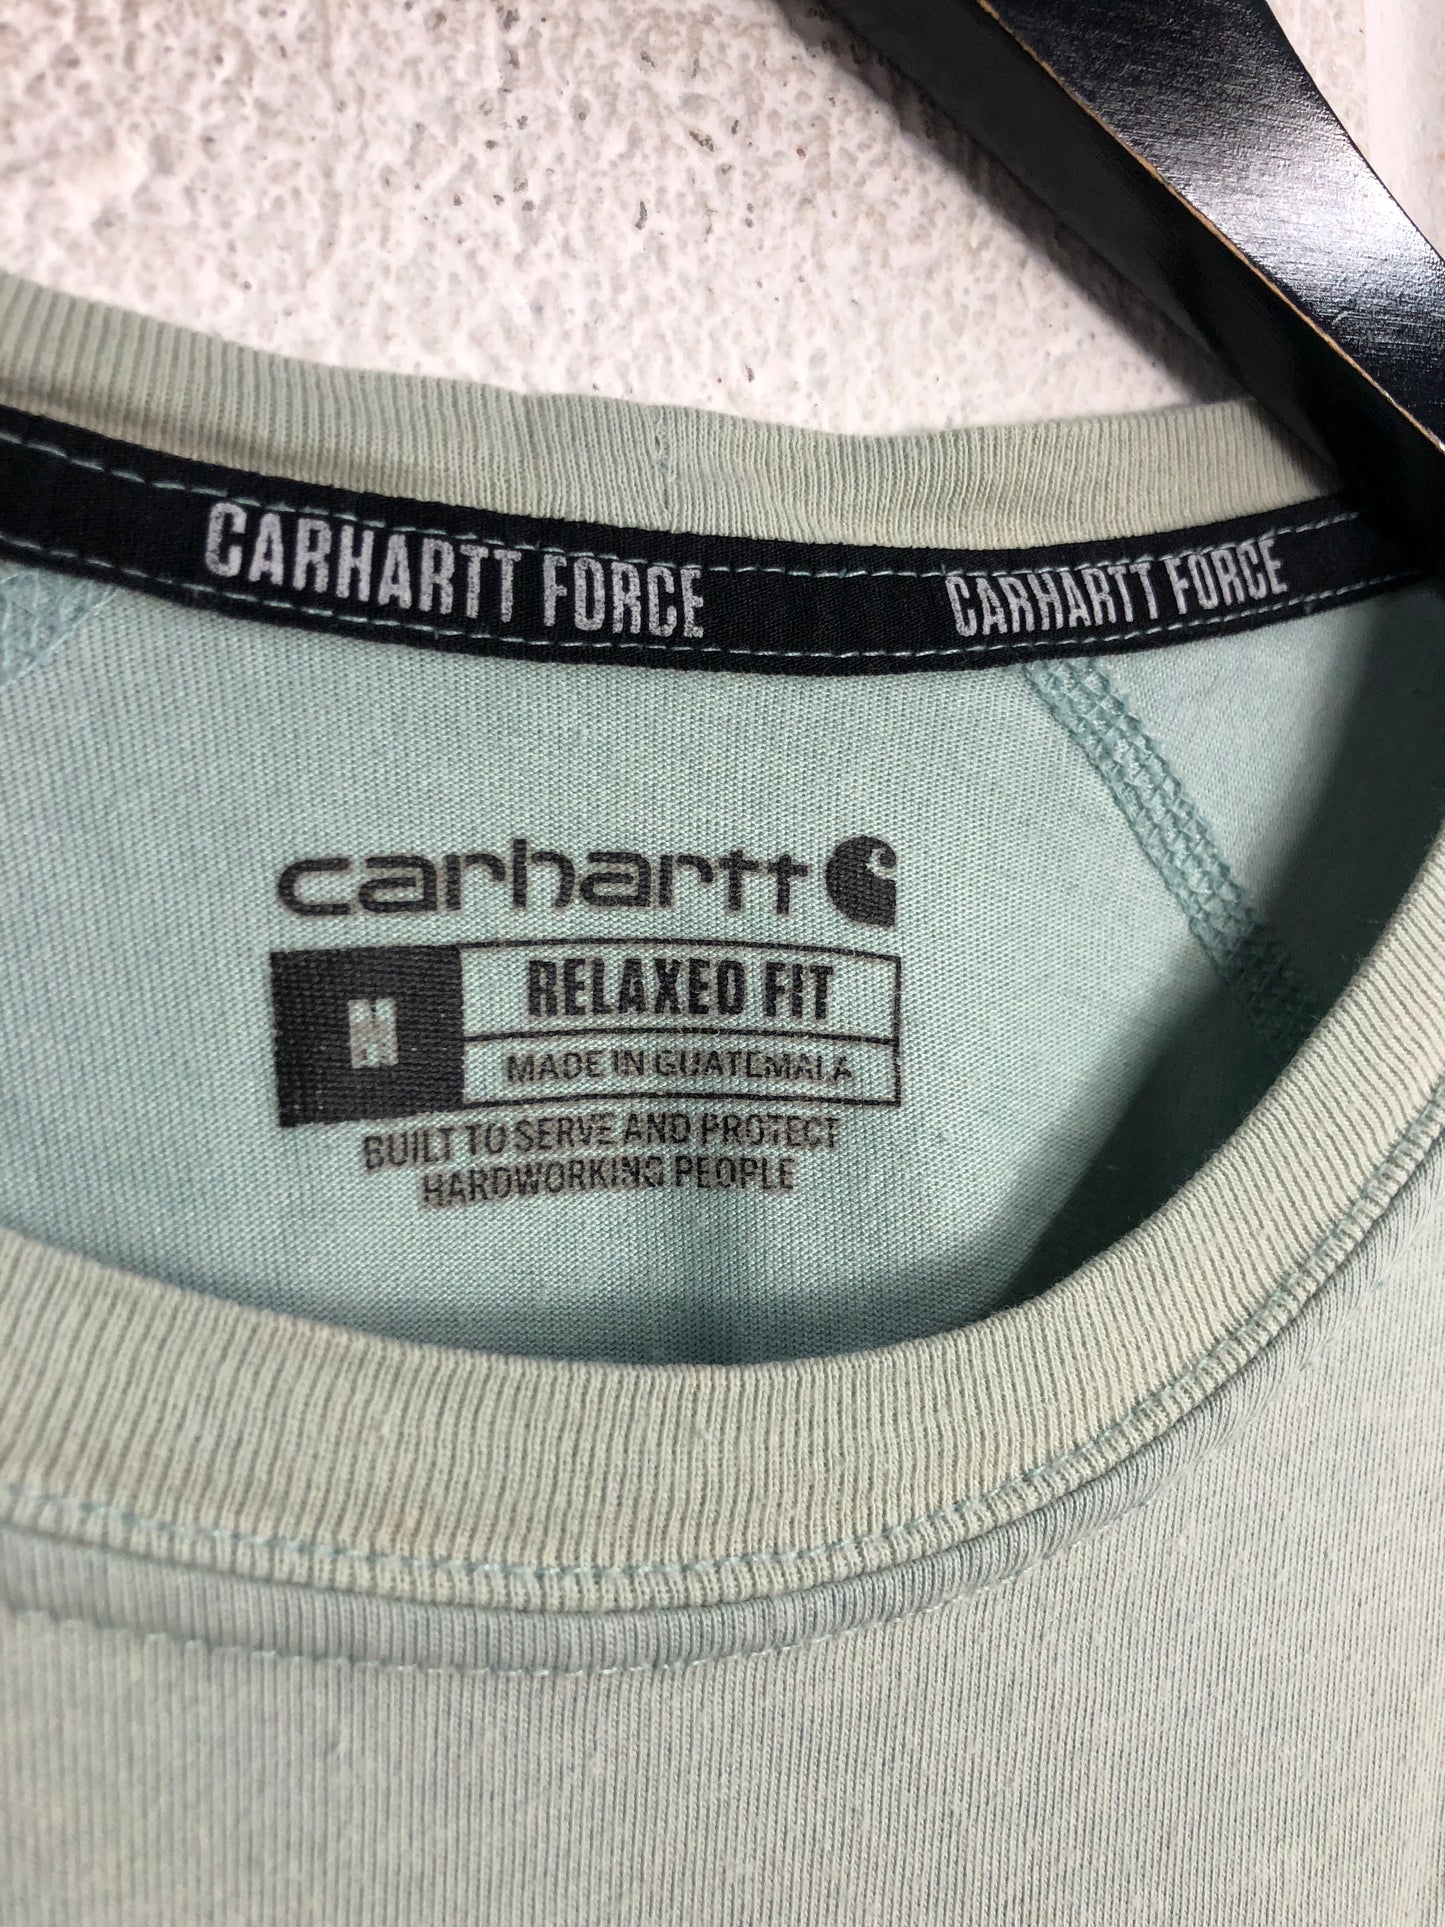 CARHARTT FORCE CARHARTT FORCE
carhartt
M
RELAXED FIT
MADE IN GUATEMALA
BUILT TO SERVE AND PROTECT
HARDWORKING PEOPLE